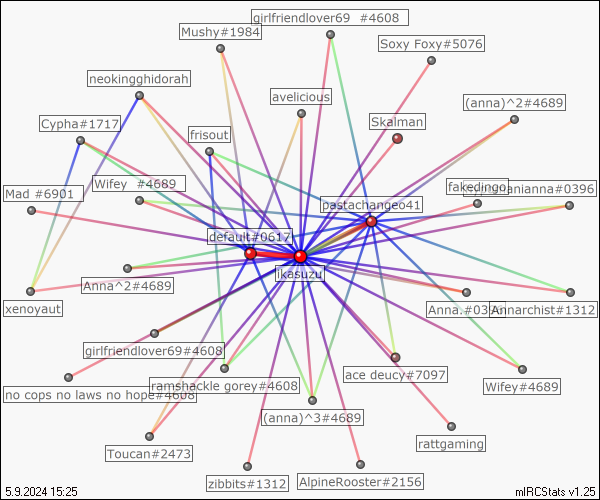 girlfriendlover69 #4608
Mushy#1984
Soxy Foxy#5076
neokingghidorah
avelicious
(anna)^2#4689
Cypha#1717
Skalman
frisout
Wifey #4689
fakedingo
anianna#0396
Mad #6901
pastachangeo41
default#0617
ikasuzu
Anna^2#4689
xenoyaut
Anna.#03
Annarchist#1312
girlfriendlover69#4608
ace deucy#7097
ramshackle gorey#4608
Wifey#4689
no cops no laws no hope#4608
(anna)^3#4689
rattgaming
Toucan#2473
zibbits#1312
AlpineRooster#2156
5.9.2024 15:25
mIRCStats v1.25